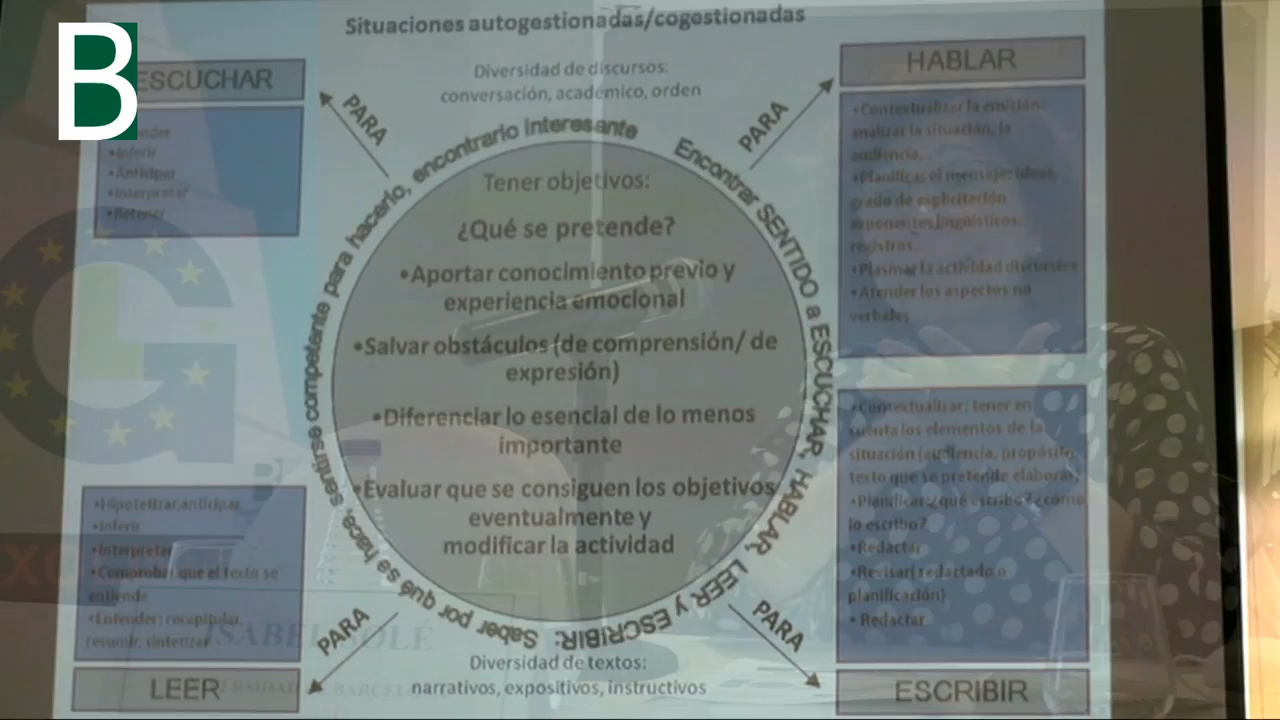 B
Situaciones autogestionadas/cogestionadas
Diversidad de discursos:
conversación, académico, orden
ESCUCHAR
•Inferir
•Anticipar
•Interpretar
•Retener
PARA
PARA
HABLAR
•Contextualizar la emisión:
analizar la situación, la
audiencia,...
•Planificar el mensaje: ideas,
grado de explicitación
exponentes lingüísticos,
registros...
•Plasmar la actividad discursiva
•Atender los aspectos no
verbales
Encontrar SENTIDO a ESCUCHAR, HABLAR, LEER y ESCRIBIR: Saber por qué se hace, sentirse competente para hacerlo, encontrarlo interesante
Tener objetivos:
¿Qué se pretende?
•Aportar conocimiento previo y
experiencia emocional
•Salvar obstáculos (de comprensión/ de
expresión)
•Diferenciar lo esencial de lo menos
importante
•Evaluar que se consiguen los objetivos
eventualmente y
modificar la actividad
•Hipotetizar,anticipar
•Inferir
•Interpretar
•Comprobar que el texto se
entiende
•Entender: recapitular,
resumir, sintetizar
LEER
PARA
PARA
•Contextualizar: tener en
cuenta los elementos de la
situación (audiencia, propósito,
texto que se pretende elaborar)
•Planificar ¿qué escribo? ¿cómo
lo escribo?
•Redactar
•Revisar( redactado o
planificación)
• Redactar
ESCRIBIR
Diversidad de textos:
narrativos, expositivos, instructivos
ISABEL SOLÉ